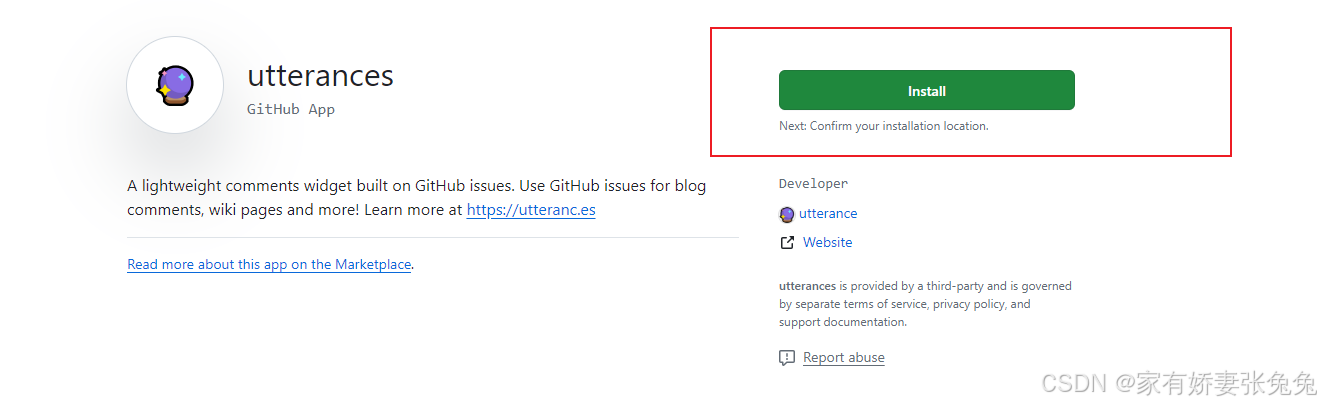 utterances
GitHub App
A lightweight comments widget built on GitHub issues. Use GitHub issues for blog
comments, wiki pages and more! Learn more at https://utteranc.es
Read more about this app on the Marketplace.
Install
Next: Confirm your installation location.
Developer
utterance
Website
utterances is provided by a third-party and is governed
by separate terms of service, privacy policy, and
support documentation.
Report abuse
CSDN @家有娇妻张兔兔